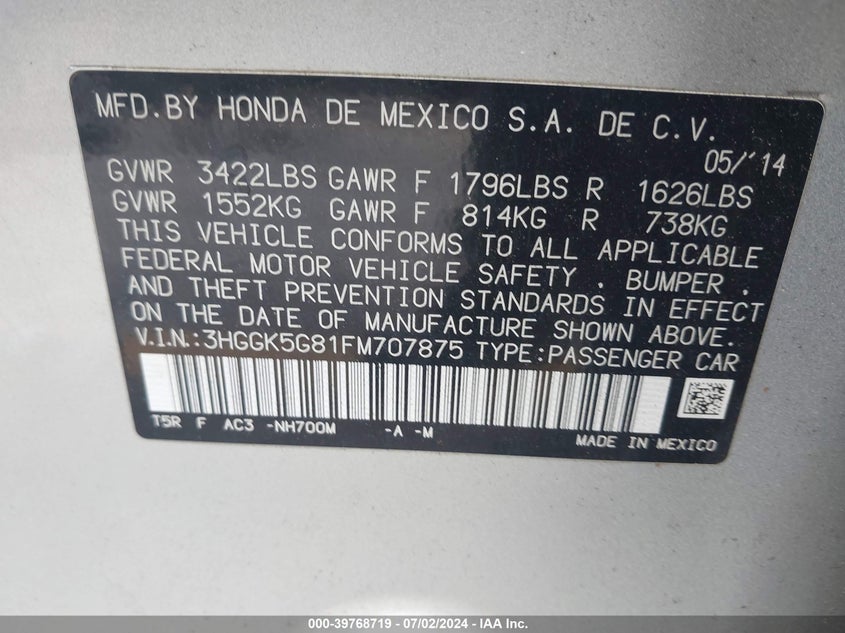 MFD.BY HONDA DE MEXICO S.A. DE C.V.
05/'14
GVWR 3422LBS GAWR F 1796LBS R 1626LBS
GVWR 1552KG GAWR F 814KG R 738KG
THIS VEHICLE CONFORMS TO ALL APPLICABLE
FEDERAL MOTOR VEHICLE SAFETY , BUMPER ,
AND THEFT PREVENTION STANDARDS IN EFFECT
ON THE DATE OF MANUFACTURE SHOWN ABOVE.
V.I.N.:3HGGK5G81FM707875 TYPE:PASSENGER CAR
T5R F AC3 -NH700M -A -M
MADE IN MEXICO
000-39768719 - 07/02/2024 - IAAI Inc.